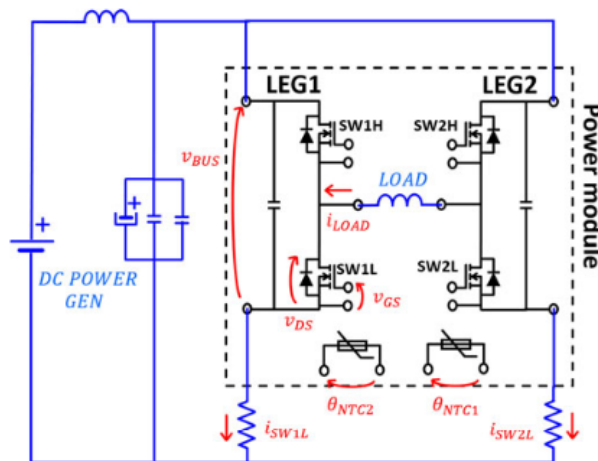 LEG1
LEG2
SW1H
SW2H
Power module
v_BUS
LOAD
i_LOAD
+
+
DC POWER
GEN
SW1L
SW2L
v_GS
v_DS
θ_NTC2
θ_NTC1
i_SW1L
i_SW2L